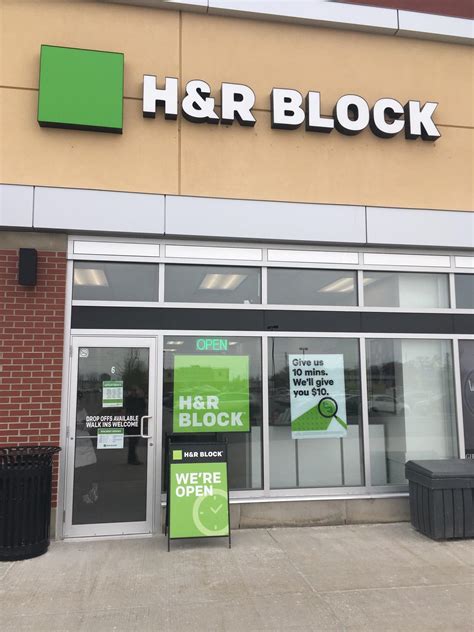 H&R BLOCK
OPEN
6
Give us
10 mins.
We'll give
you $10.
H&R
BLOCK
DROP OFFS AVAILABLE
WALK INS WELCOME
H&R BLOCK
WE'RE
OPEN